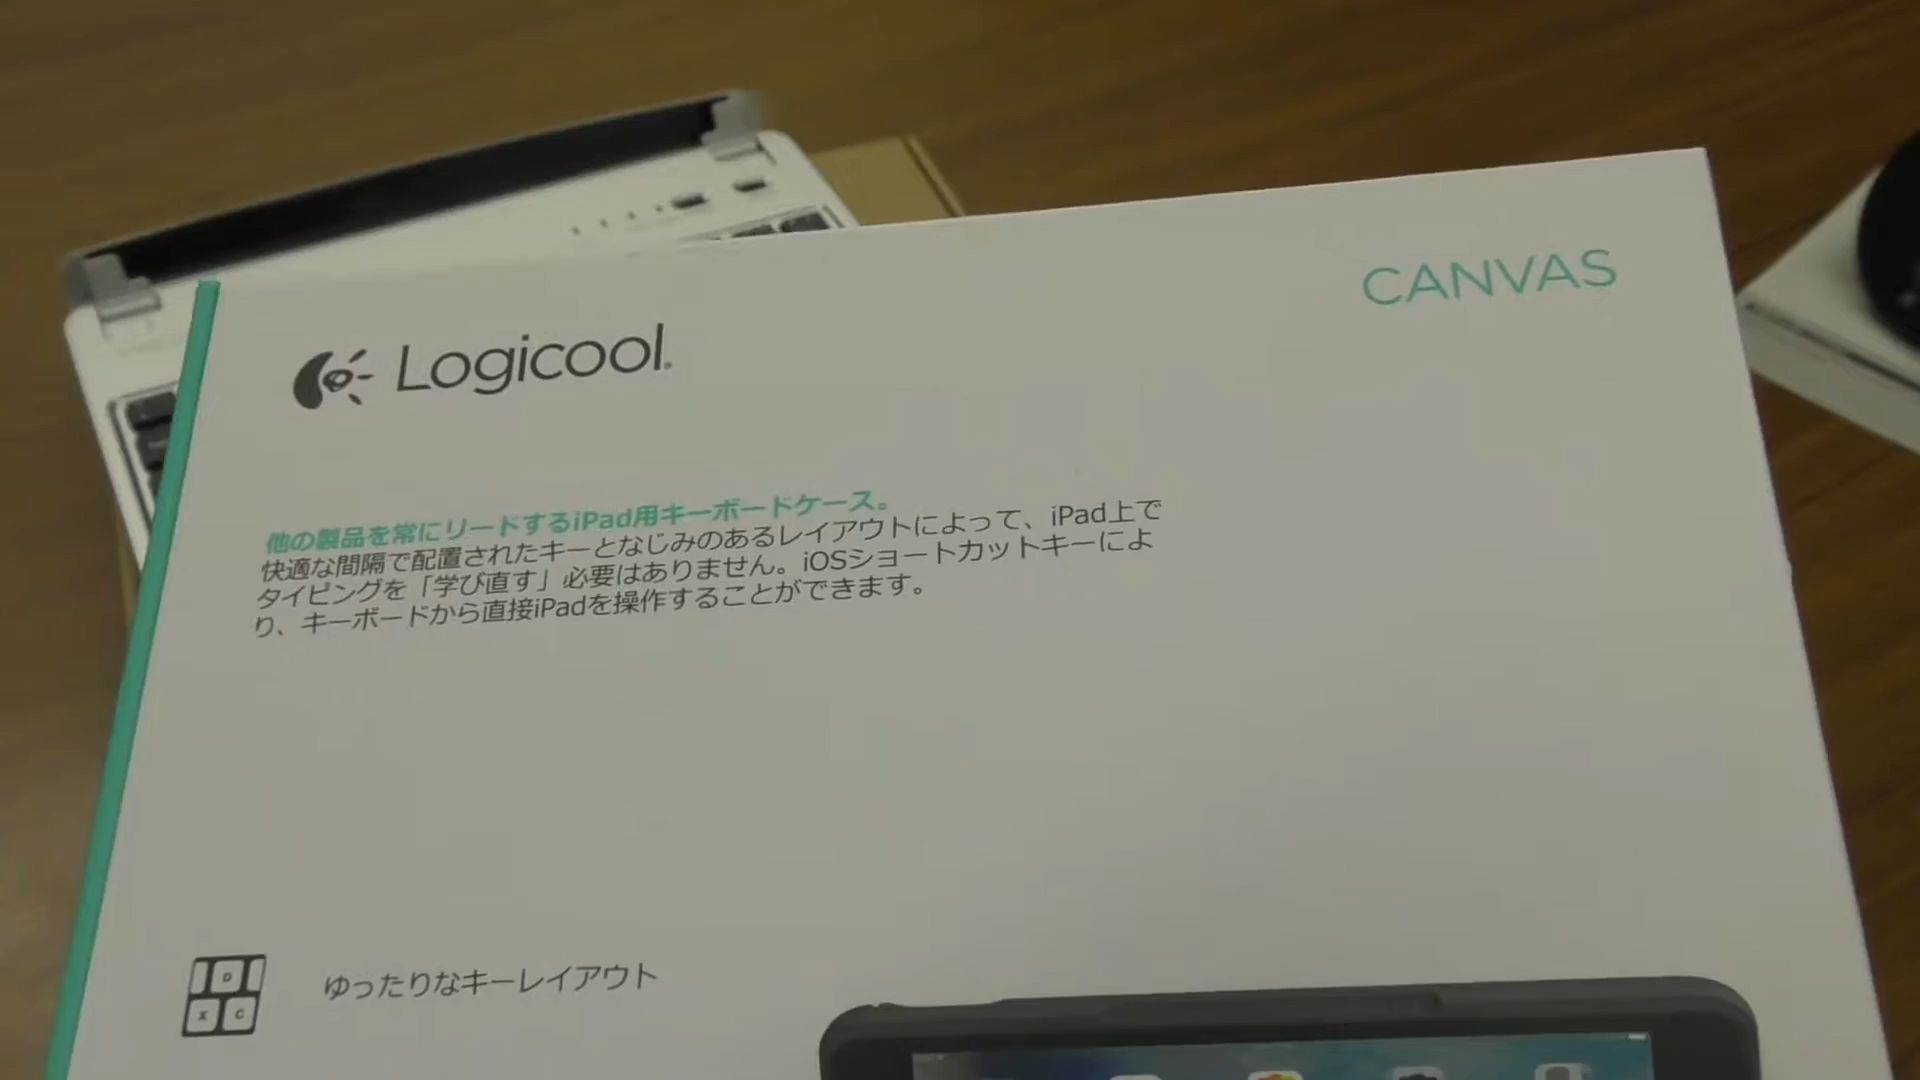 CANVAS
Logicool
他の製品を常にリードするiPad用キーボードケース。
快適な間隔で配置されたキーとなじみのあるレイアウトによって、iPad上で
タイピングを「学び直す」必要はありません。iOSショートカットキーによ
り、キーボードから直接iPadを操作することができます。
D
X C
ゆったりなキーレイアウト